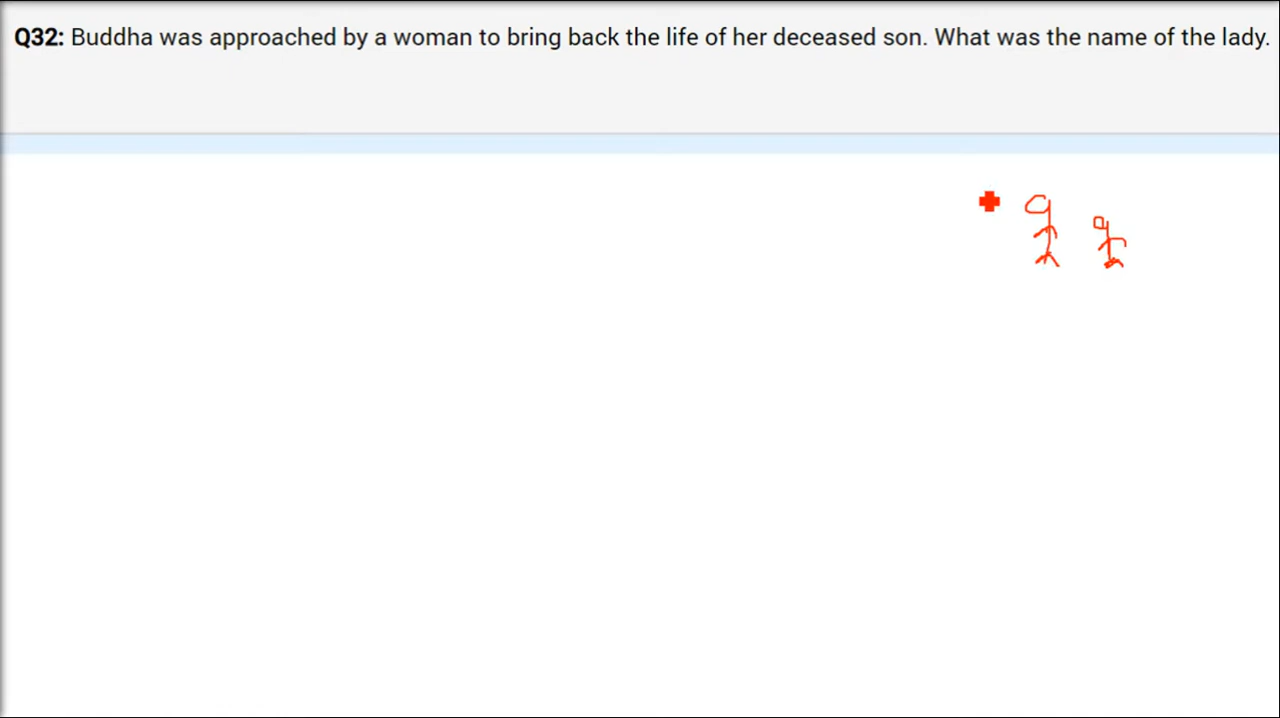 Q32: Buddha was approached by a woman to bring back the life of her deceased son. What was the name of the lady.